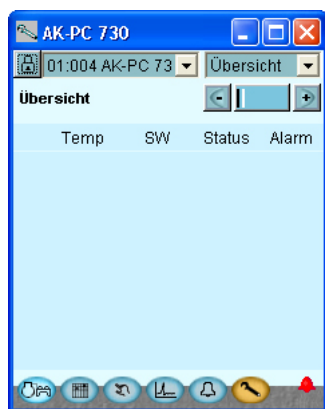 AK-PC 730
01:004 AK-PC 73 Übersicht
Übersicht
Temp SW Status Alarm